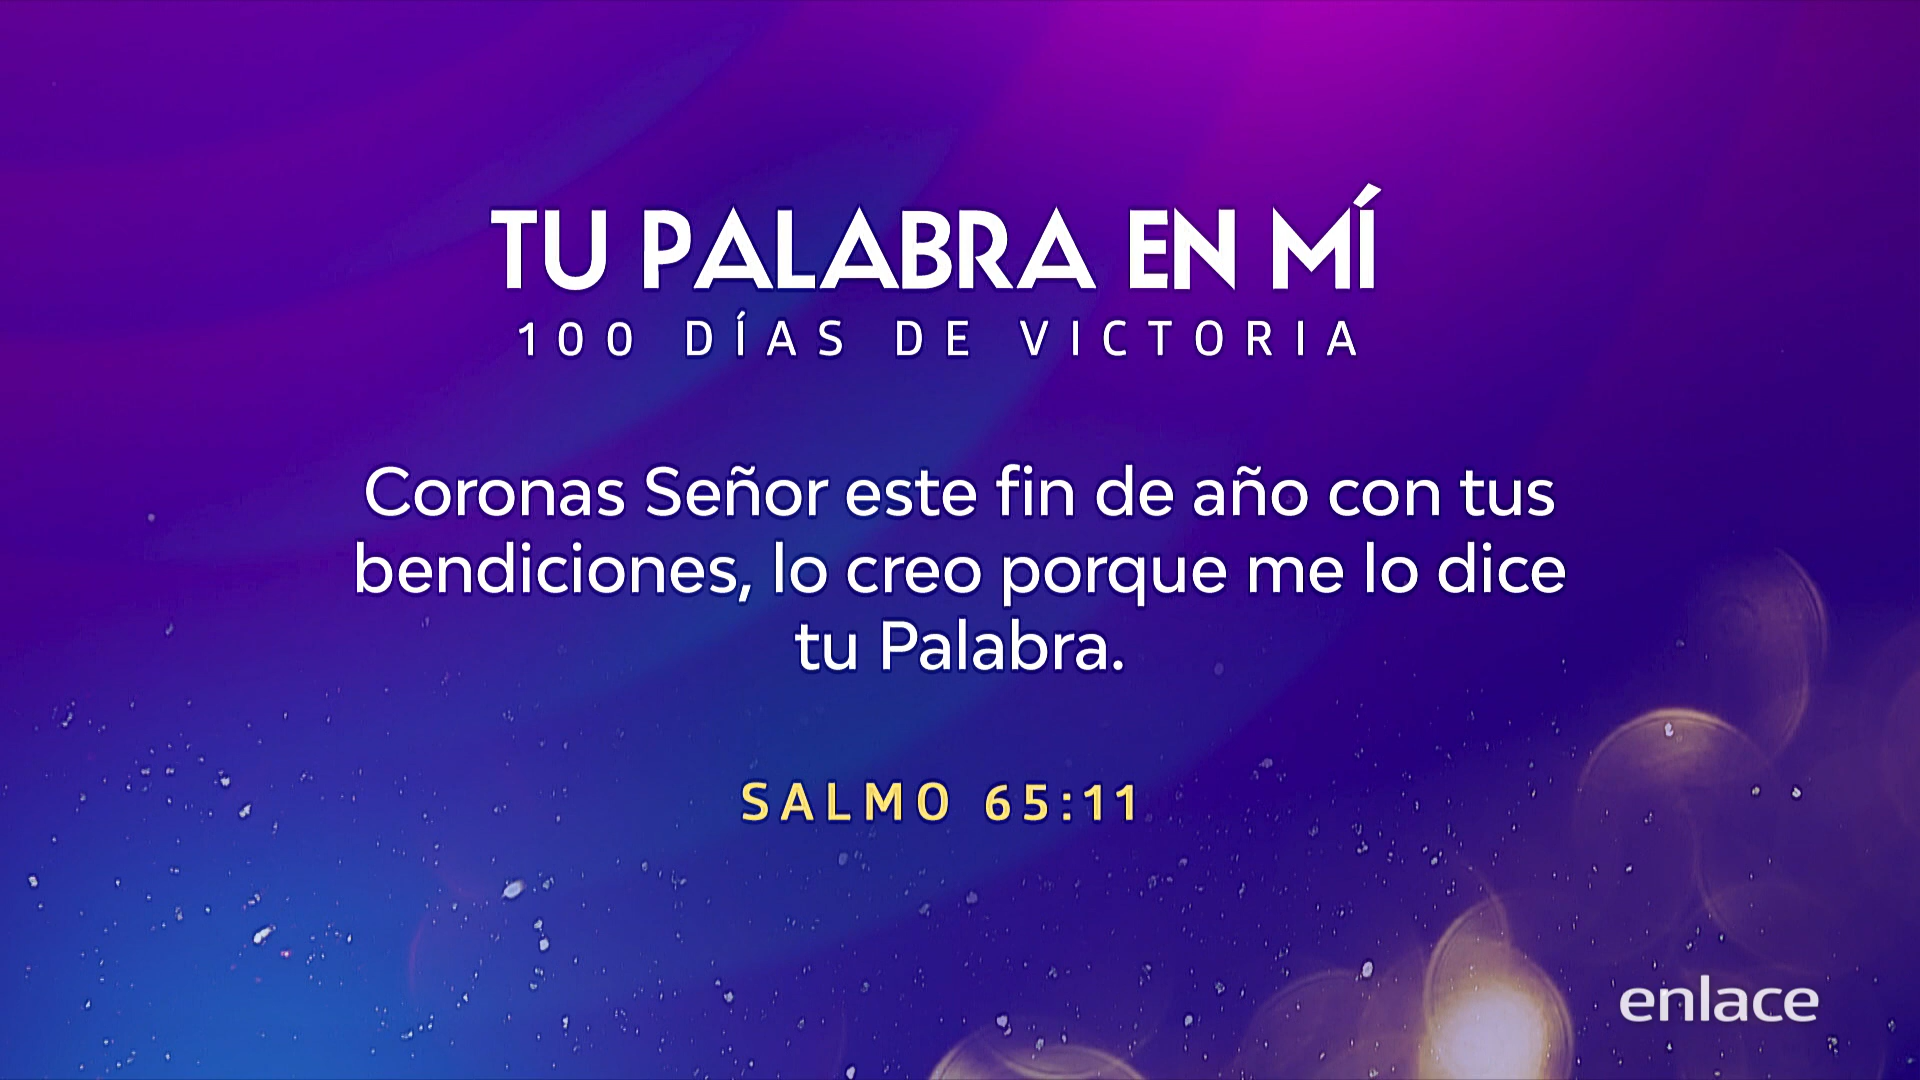 TU PALABRA EN MÍ
100 DÍAS DE VICTORIA
Coronas Señor este fin de año con tus
bendiciones, lo creo porque me lo dice
tu Palabra.
SALMO 65:11
enlace